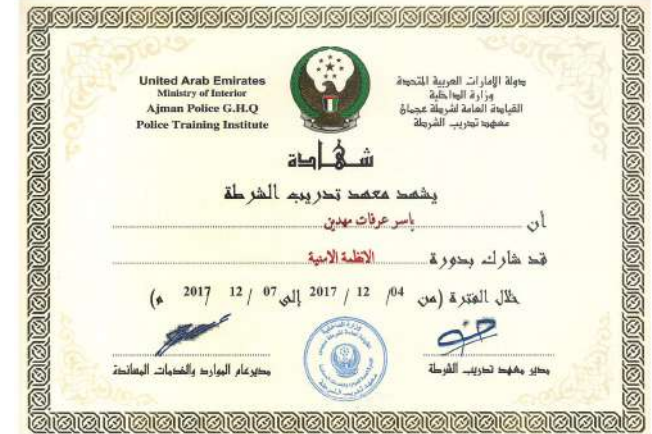 United Arab Emirates
Ministry of Interior
Ajman Police G.H.Q
Police Training Institute
دولة الإمارات العربية المتحدة
وزارة الداخلية
القيادة العامة لشرطة عجمان
معهد تدريب الشرطة
شهادة
يشهد معهد تدريب الشرطة
أن ياسر عرفات مهدين
قد شارك بدورة الانظمة الامنية
خلال الفترة (من 04/ 12 / 2017 إلى 07 / 12 2017 م)
مدير معهد تدريب الشرطة
مدير عام الموارد والخدمات المساندة